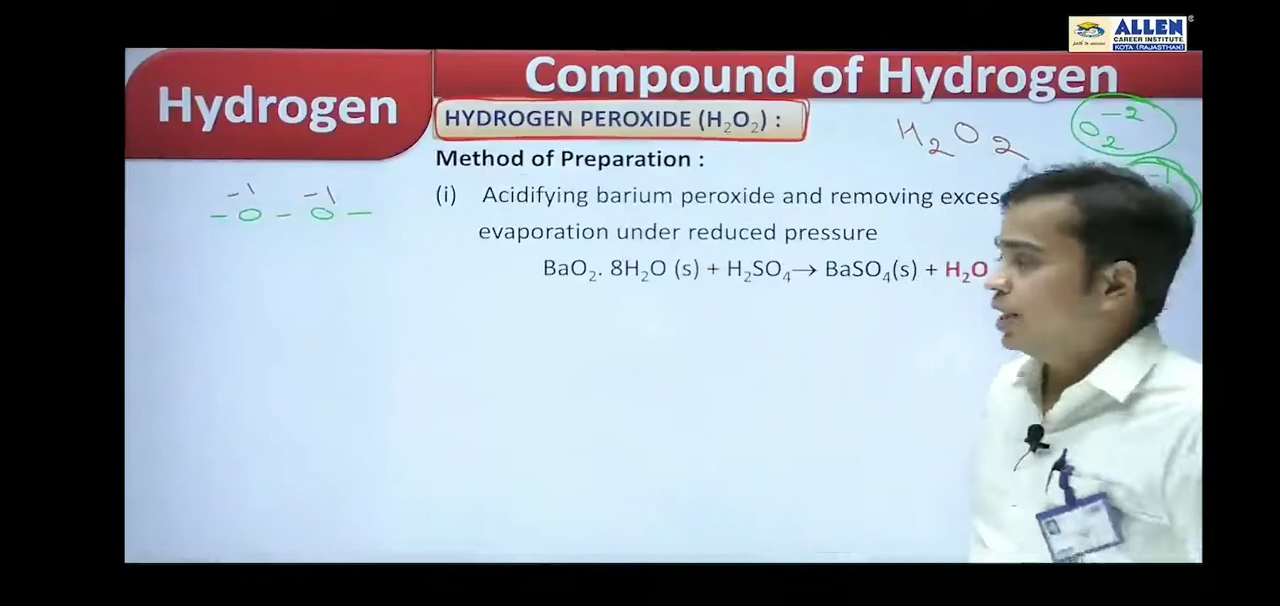 ALLEN
CAREER INSTITUTE
KOTA (RAJASTHAN)
Compound of Hydrogen
Hydrogen
HYDROGEN PEROXIDE (H₂O₂) :
H₂O₂
O₂⁻²
Method of Preparation :
-1 -1
-O-O-
-1
(i) Acidifying barium peroxide and removing exces
evaporation under reduced pressure
BaO₂. 8H₂O (s) + H₂SO₄→ BaSO₄(s) + H₂O